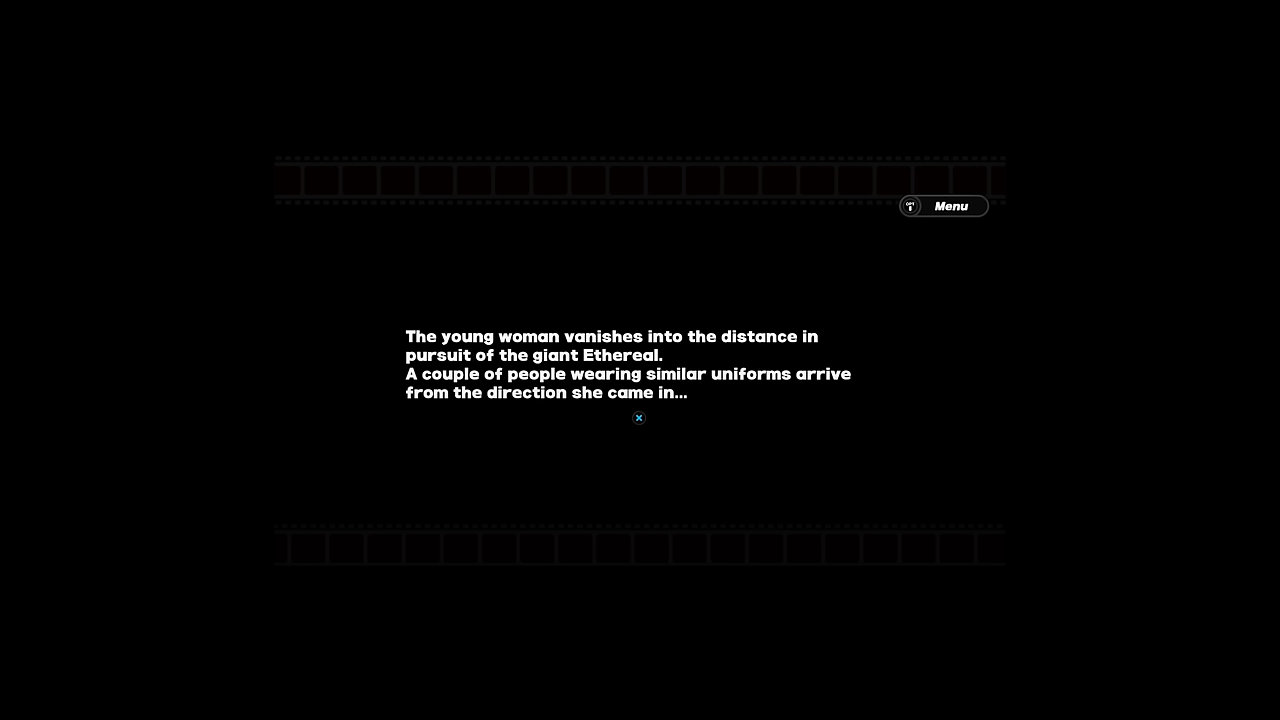 OPT
Menu
The young woman vanishes into the distance in
pursuit of the giant Ethereal.
A couple of people wearing similar uniforms arrive
from the direction she came in...